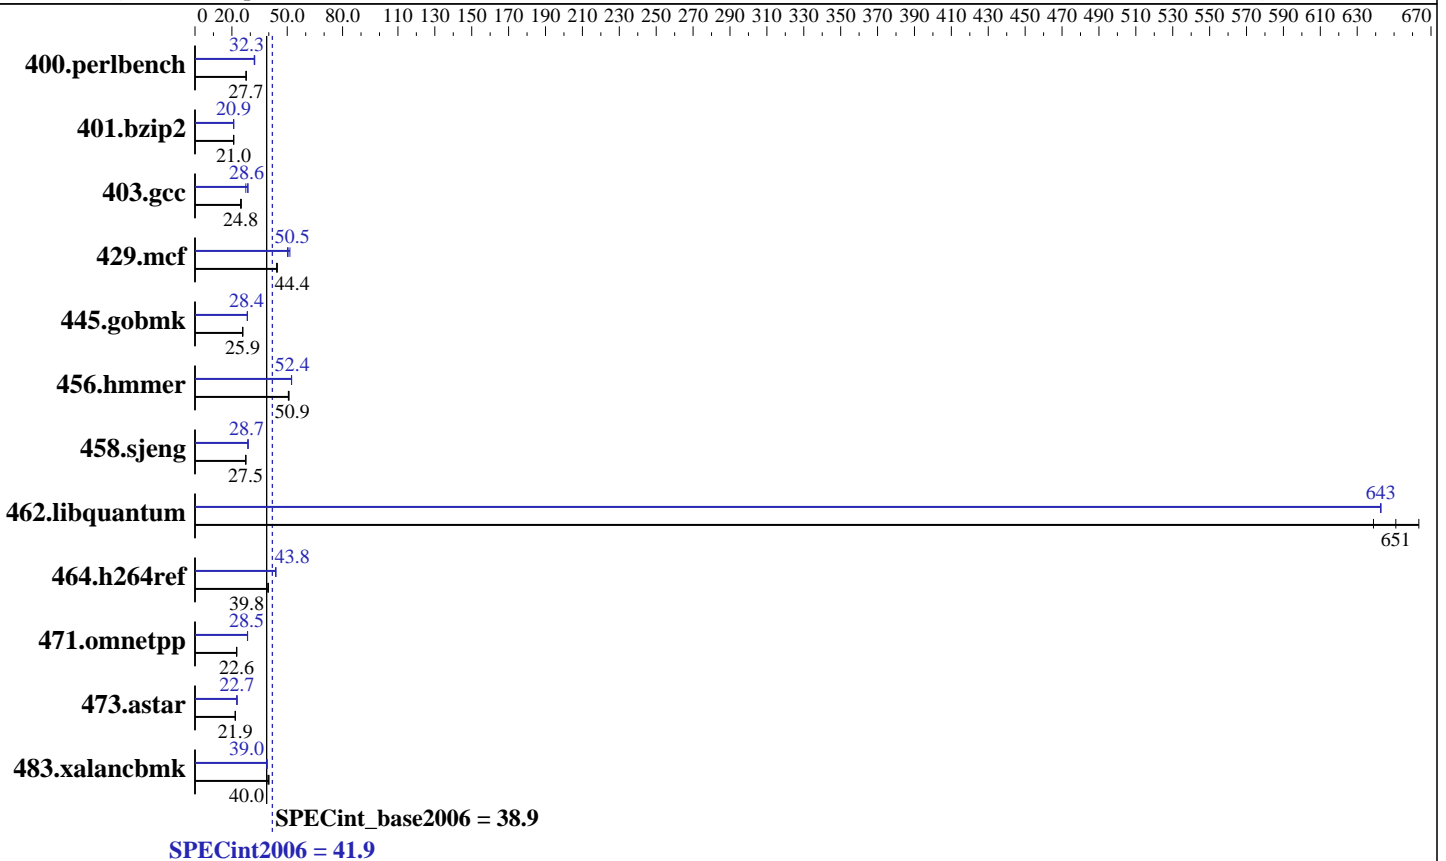 0 20.0 50.0 80.0 110 130 150 170 190 210 230 250 270 290 310 330 350 370 390 410 430 450 470 490 510 530 550 570 590 610 630 670
32.3
400.perlbench
27.7
20.9
401.bzip2
21.0
28.6
403.gcc
24.8
50.5
429.mcf
44.4
28.4
445.gobmk
25.9
52.4
456.hmmer
50.9
28.7
458.sjeng
27.5
643
462.libquantum
651
43.8
464.h264ref
39.8
28.5
471.omnetpp
22.6
22.7
473.astar
21.9
39.0
483.xalancbmk
40.0
SPECint_base2006 = 38.9
SPECint2006 = 41.9